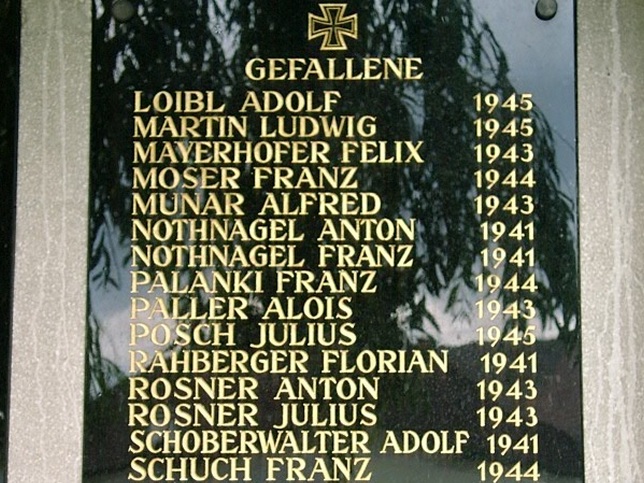 GEFALLENE
LOIBL ADOLF 1945
MARTIN LUDWIG 1945
MAYERHOFER FELIX 1943
MOSER FRANZ 1944
MUNAR ALFRED 1943
NOTHNAGEL ANTON 1941
NOTHNAGEL FRANZ 1941
PALANKI FRANZ 1944
PALLER ALOIS 1943
POSCH JULIUS 1945
RAHBERGER FLORIAN 1941
ROSNER ANTON 1943
ROSNER JULIUS 1943
SCHOBERWALTER ADOLF 1941
SCHUCH FRANZ 1944